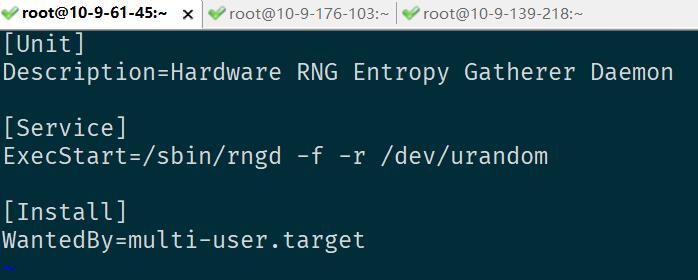 root@10-9-61-45:~ × root@10-9-176-103:~ root@10-9-139-218:~
[Unit]
Description=Hardware RNG Entropy Gatherer Daemon
[Service]
ExecStart=/sbin/rngd -f -r /dev/urandom
[Install]
WantedBy=multi-user.target
~